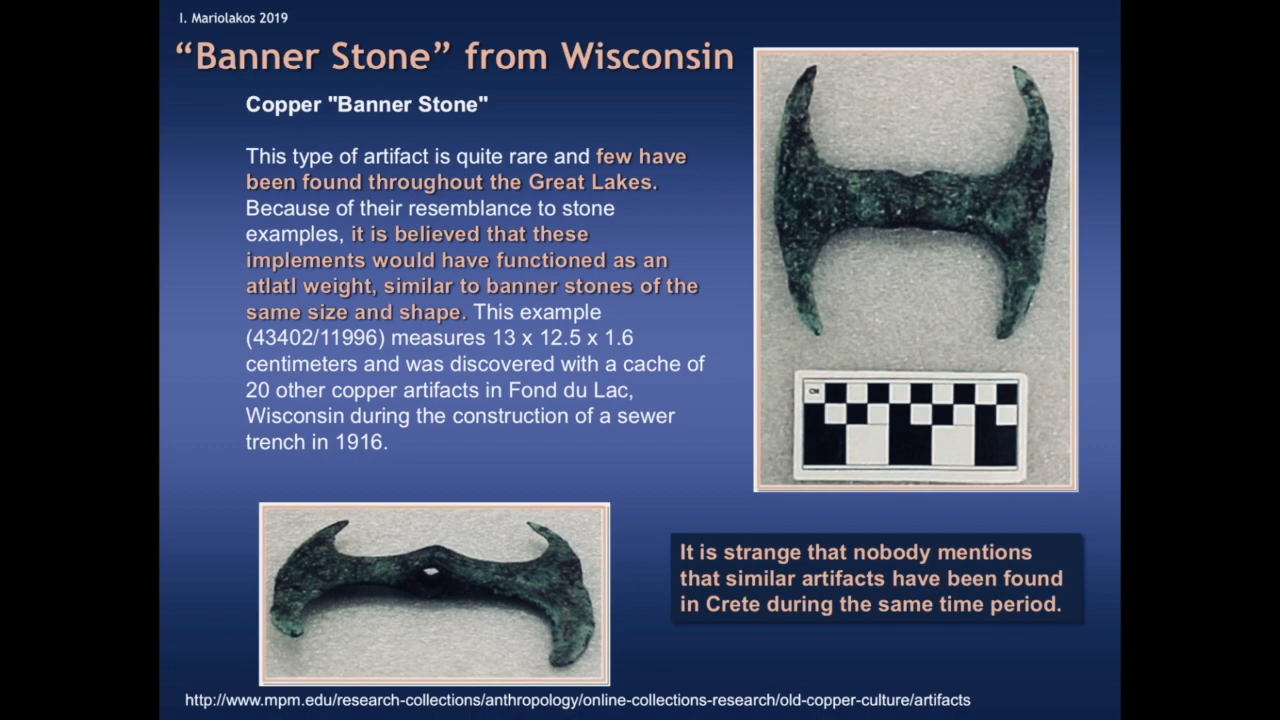 I. Mariolakos 2019
“Banner Stone” from Wisconsin
Copper "Banner Stone"
This type of artifact is quite rare and few have
been found throughout the Great Lakes.
Because of their resemblance to stone
examples, it is believed that these
implements would have functioned as an
atlatl weight, similar to banner stones of the
same size and shape. This example
(43402/11996) measures 13 x 12.5 x 1.6
centimeters and was discovered with a cache of
20 other copper artifacts in Fond du Lac,
Wisconsin during the construction of a sewer
trench in 1916.
CM
It is strange that nobody mentions
that similar artifacts have been found
in Crete during the same time period.
http://www.mpm.edu/research-collections/anthropology/online-collections-research/old-copper-culture/artifacts